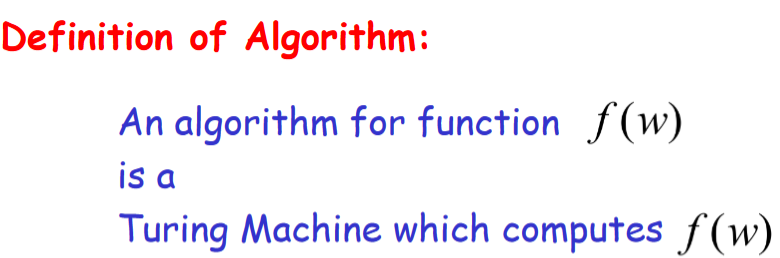 Definition of Algorithm:
An algorithm for function f(w)
is a
Turing Machine which computes f(w)